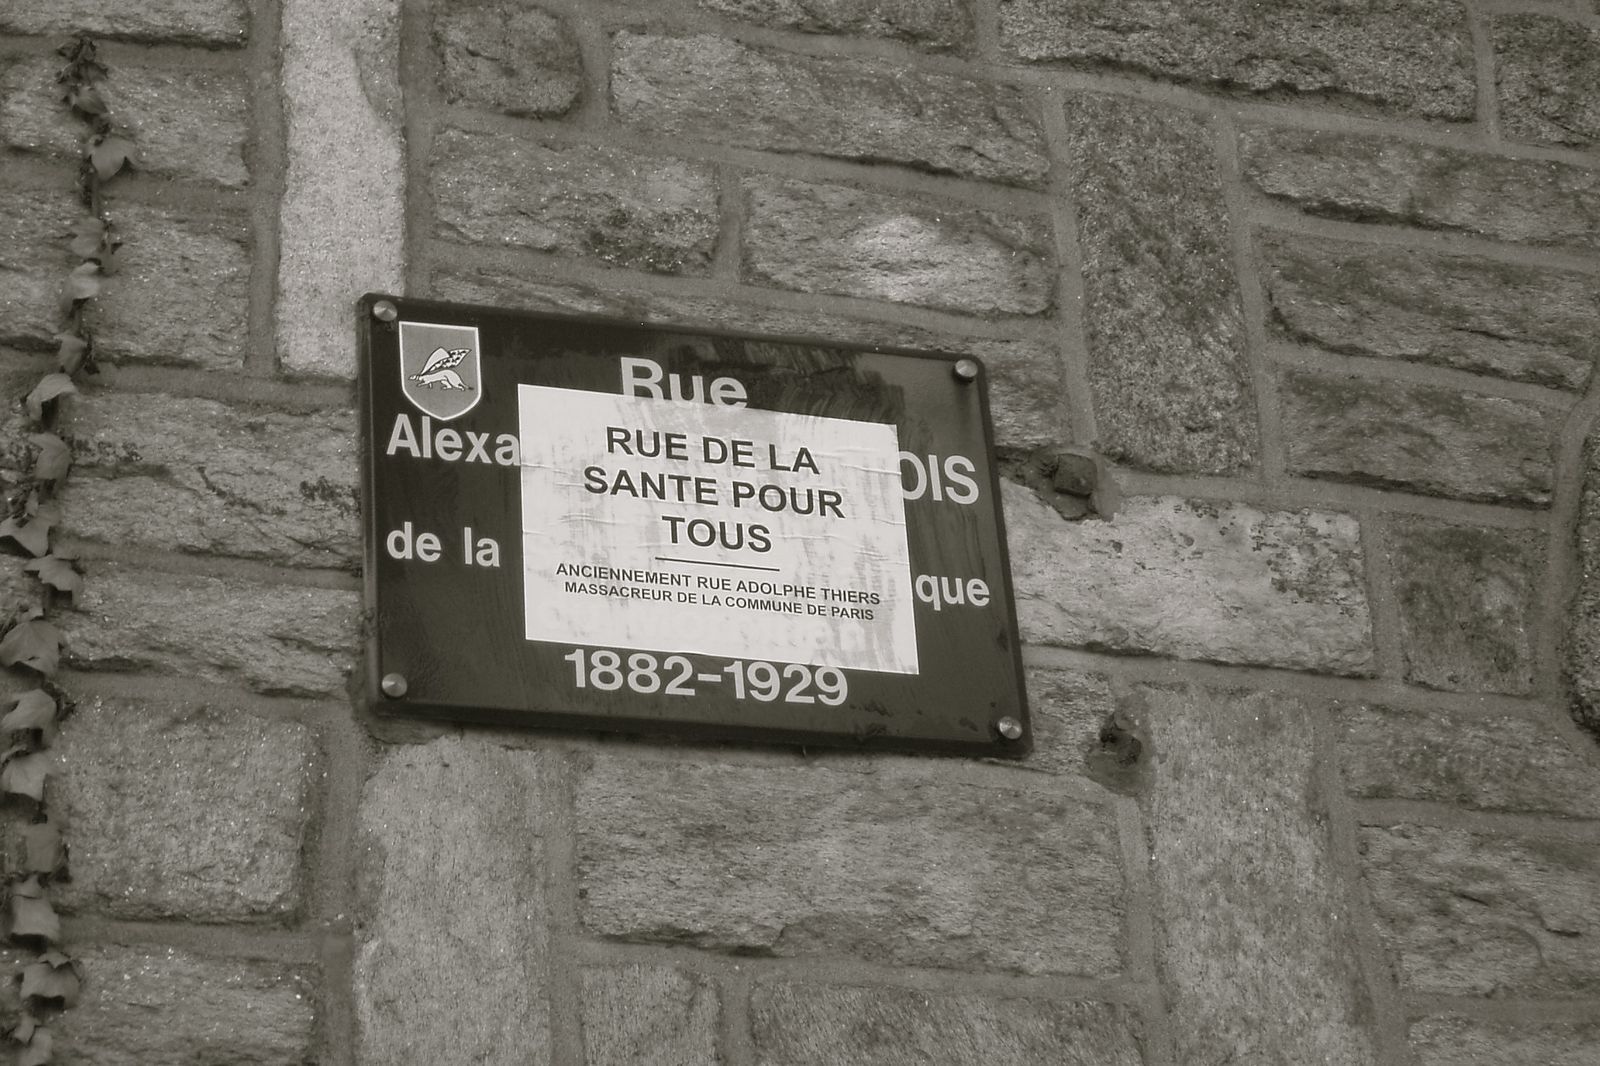 Rue
Alexa OIS
de la que
1882-1929
RUE DE LA
SANTE POUR
TOUS
ANCIENNEMENT RUE ADOLPHE THIERS
MASSACREUR DE LA COMMUNE DE PARIS